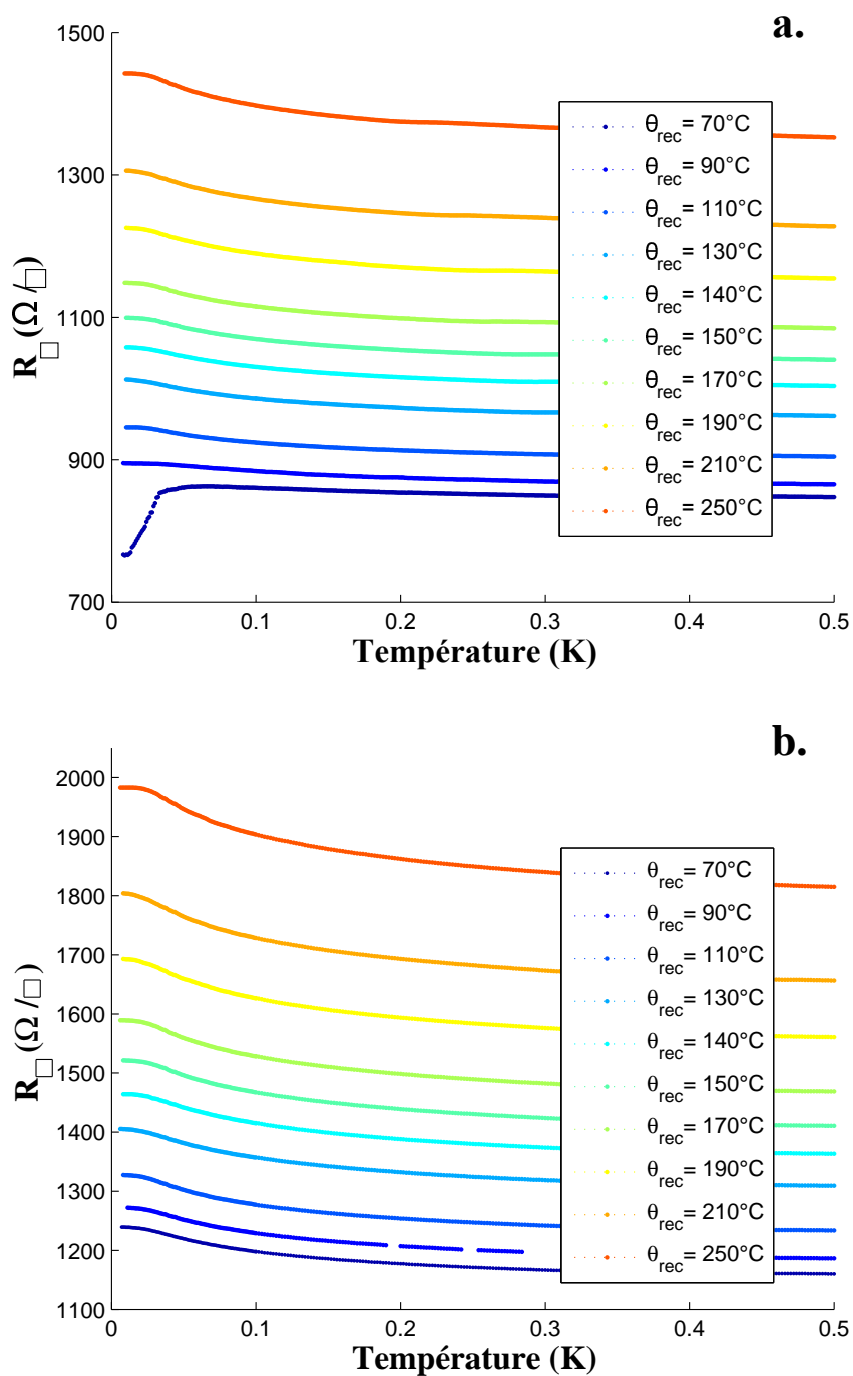 a.
1500
1300
1100
900
700
R□ (Ω/□)
0 0.1 0.2 0.3 0.4 0.5
Température (K)
θrec= 70°C
θrec= 90°C
θrec= 110°C
θrec= 130°C
θrec= 140°C
θrec= 150°C
θrec= 170°C
θrec= 190°C
θrec= 210°C
θrec= 250°C
b.
2000
1900
1800
1700
1600
1500
1400
1300
1200
1100
R□ (Ω/□)
0 0.1 0.2 0.3 0.4 0.5
Température (K)
θrec= 70°C
θrec= 90°C
θrec= 110°C
θrec= 130°C
θrec= 140°C
θrec= 150°C
θrec= 170°C
θrec= 190°C
θrec= 210°C
θrec= 250°C